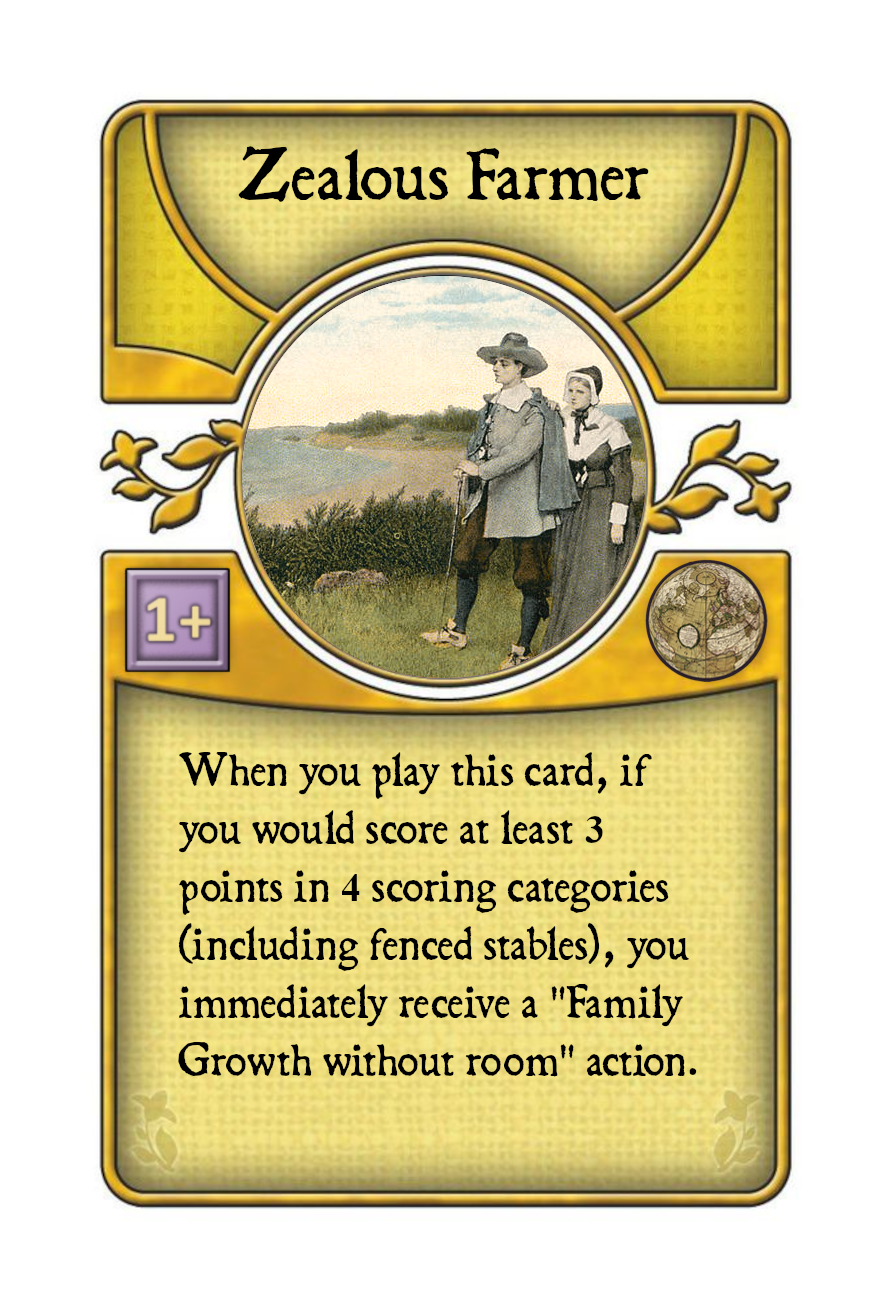 Zealous Farmer
1+
When you play this card, if
you would score at least 3
points in 4 scoring categories
(including fenced stables), you
immediately receive a "Family
Growth without room" action.